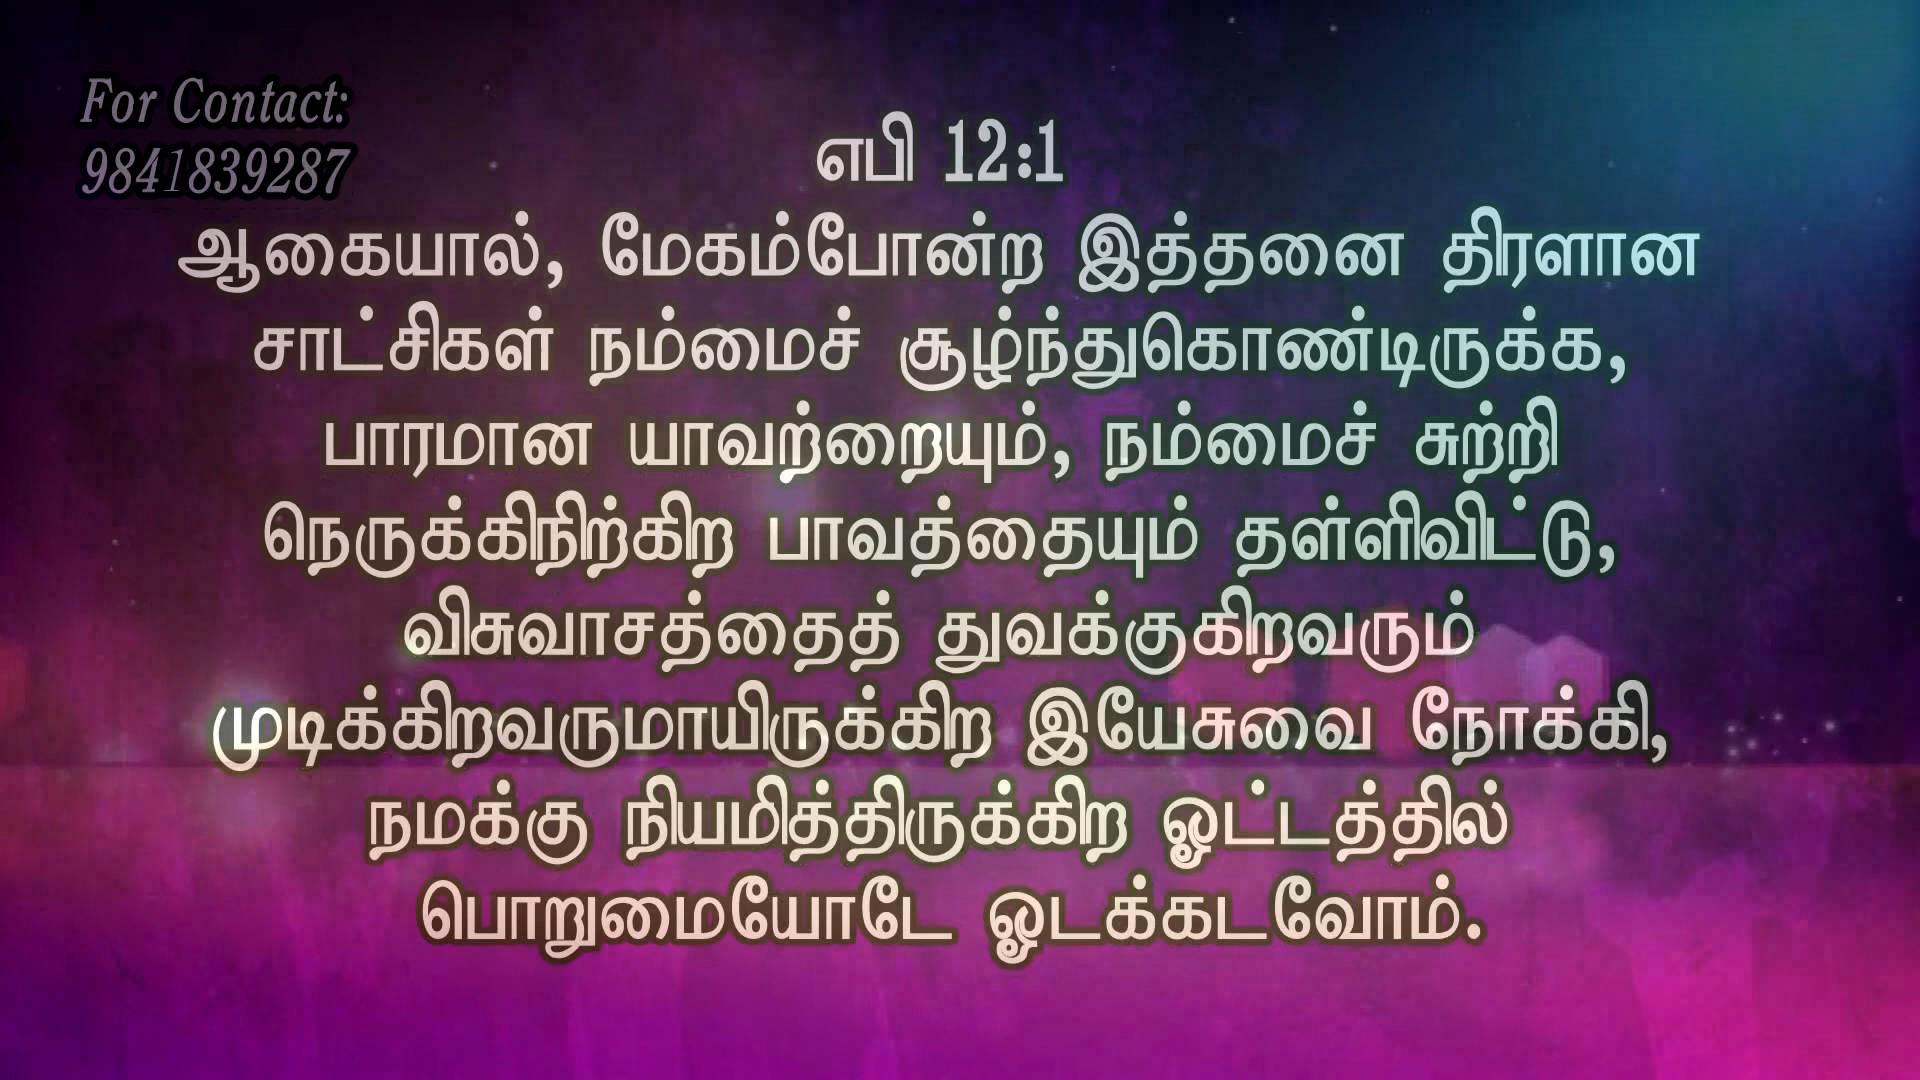 For Contact:
9841839287
எபி 12:1
ஆகையால், மேகம்போன்ற இத்தனை திரளான
சாட்சிகள் நம்மைச் சூழ்ந்துகொண்டிருக்க,
பாரமான யாவற்றையும், நம்மைச் சுற்றி
நெருக்கிநிற்கிற பாவத்தையும் தள்ளிவிட்டு,
விசுவாசத்தைத் துவக்குகிறவரும்
முடிக்கிறவருமாயிருக்கிற இயேசுவை நோக்கி,
நமக்கு நியமித்திருக்கிற ஓட்டத்தில்
பொறுமையோடே ஓடக்கடவோம்.